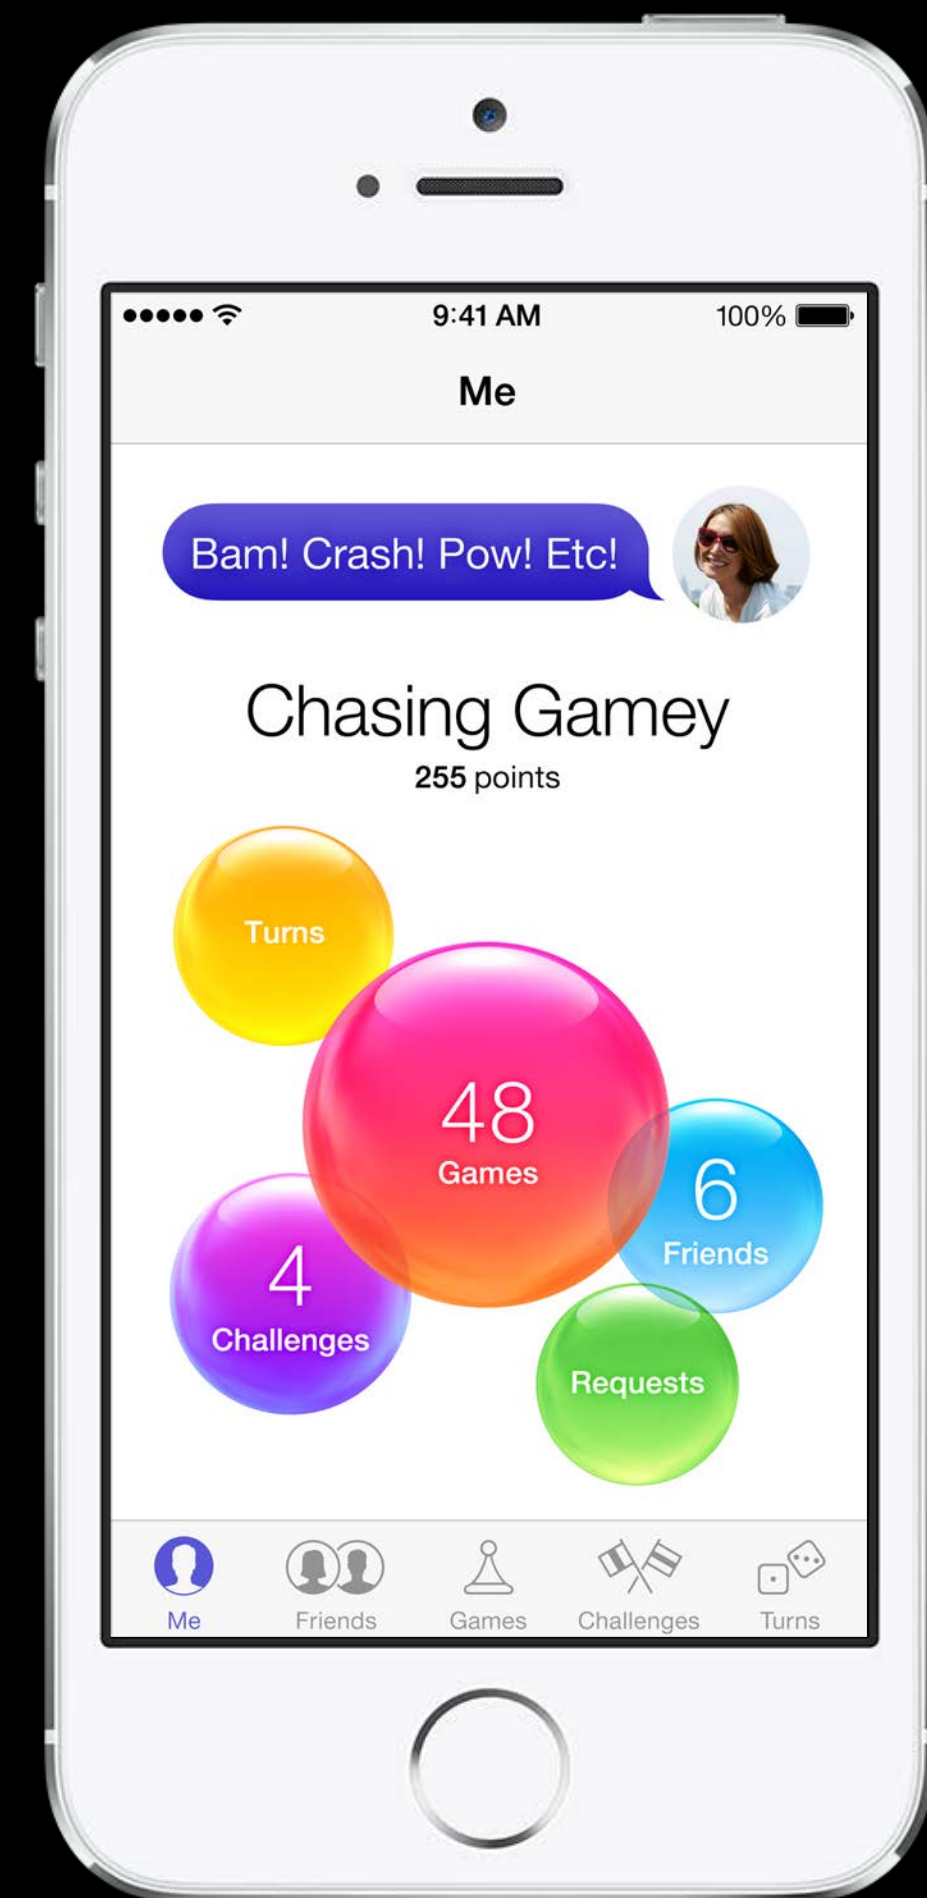 9:41 AM 100%
Me
Bam! Crash! Pow! Etc!
Chasing Gamey
255 points
Turns
48
Games
6
Friends
4
Challenges
Requests
Me Friends Games Challenges Turns